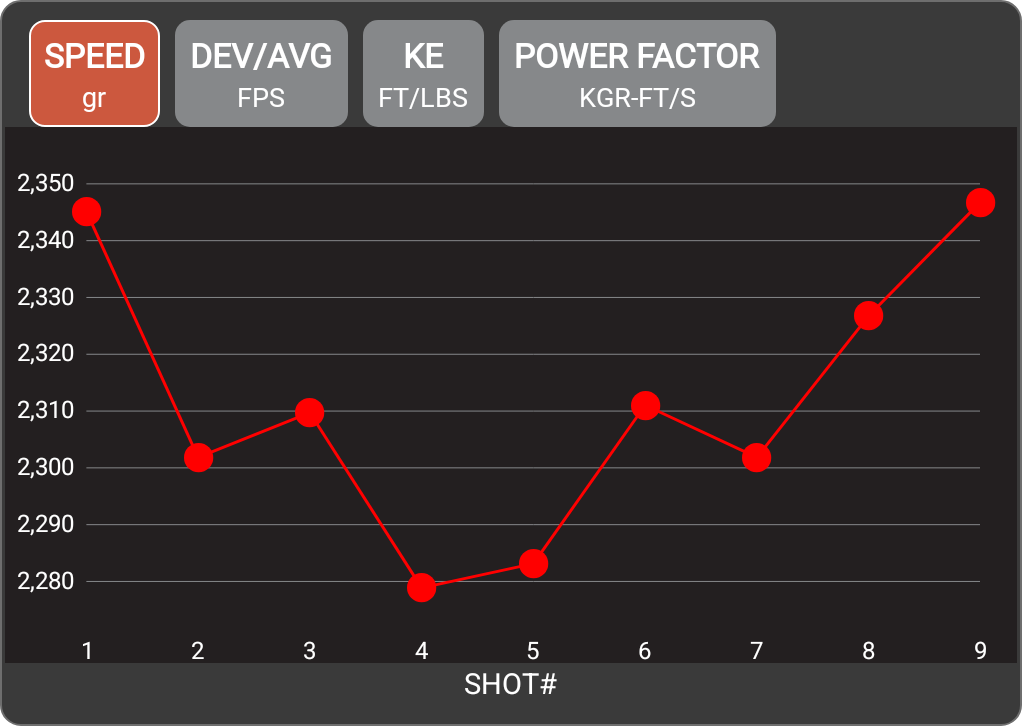 SPEED DEV/AVG KE POWER FACTOR
gr FPS FT/LBS KGR-FT/S
2,350
2,340
2,330
2,320
2,310
2,300
2,290
2,280
1 2 3 4 5 6 7 8 9
SHOT#